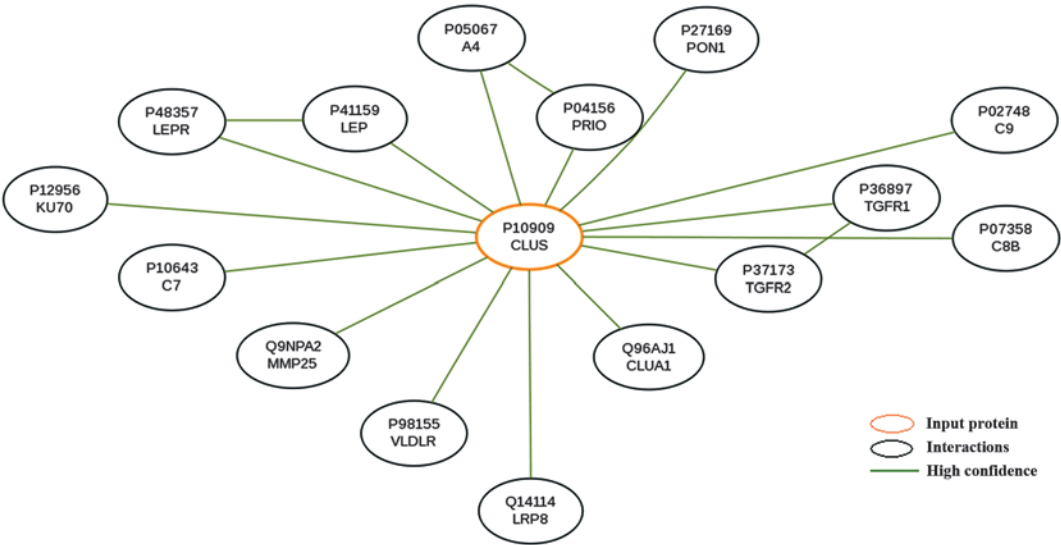 P05067
A4
P27169
PON1
P48357
LEPR
P41159
LEP
P04156
PRIO
P02748
C9
P12956
KU70
P36897
TGFR1
P10909
CLUS
P07358
C8B
P10643
C7
P37173
TGFR2
Q9NPA2
MMP25
Q96AJ1
CLUA1
P98155
VLDLR
Q14114
LRP8
Input protein
Interactions
High confidence